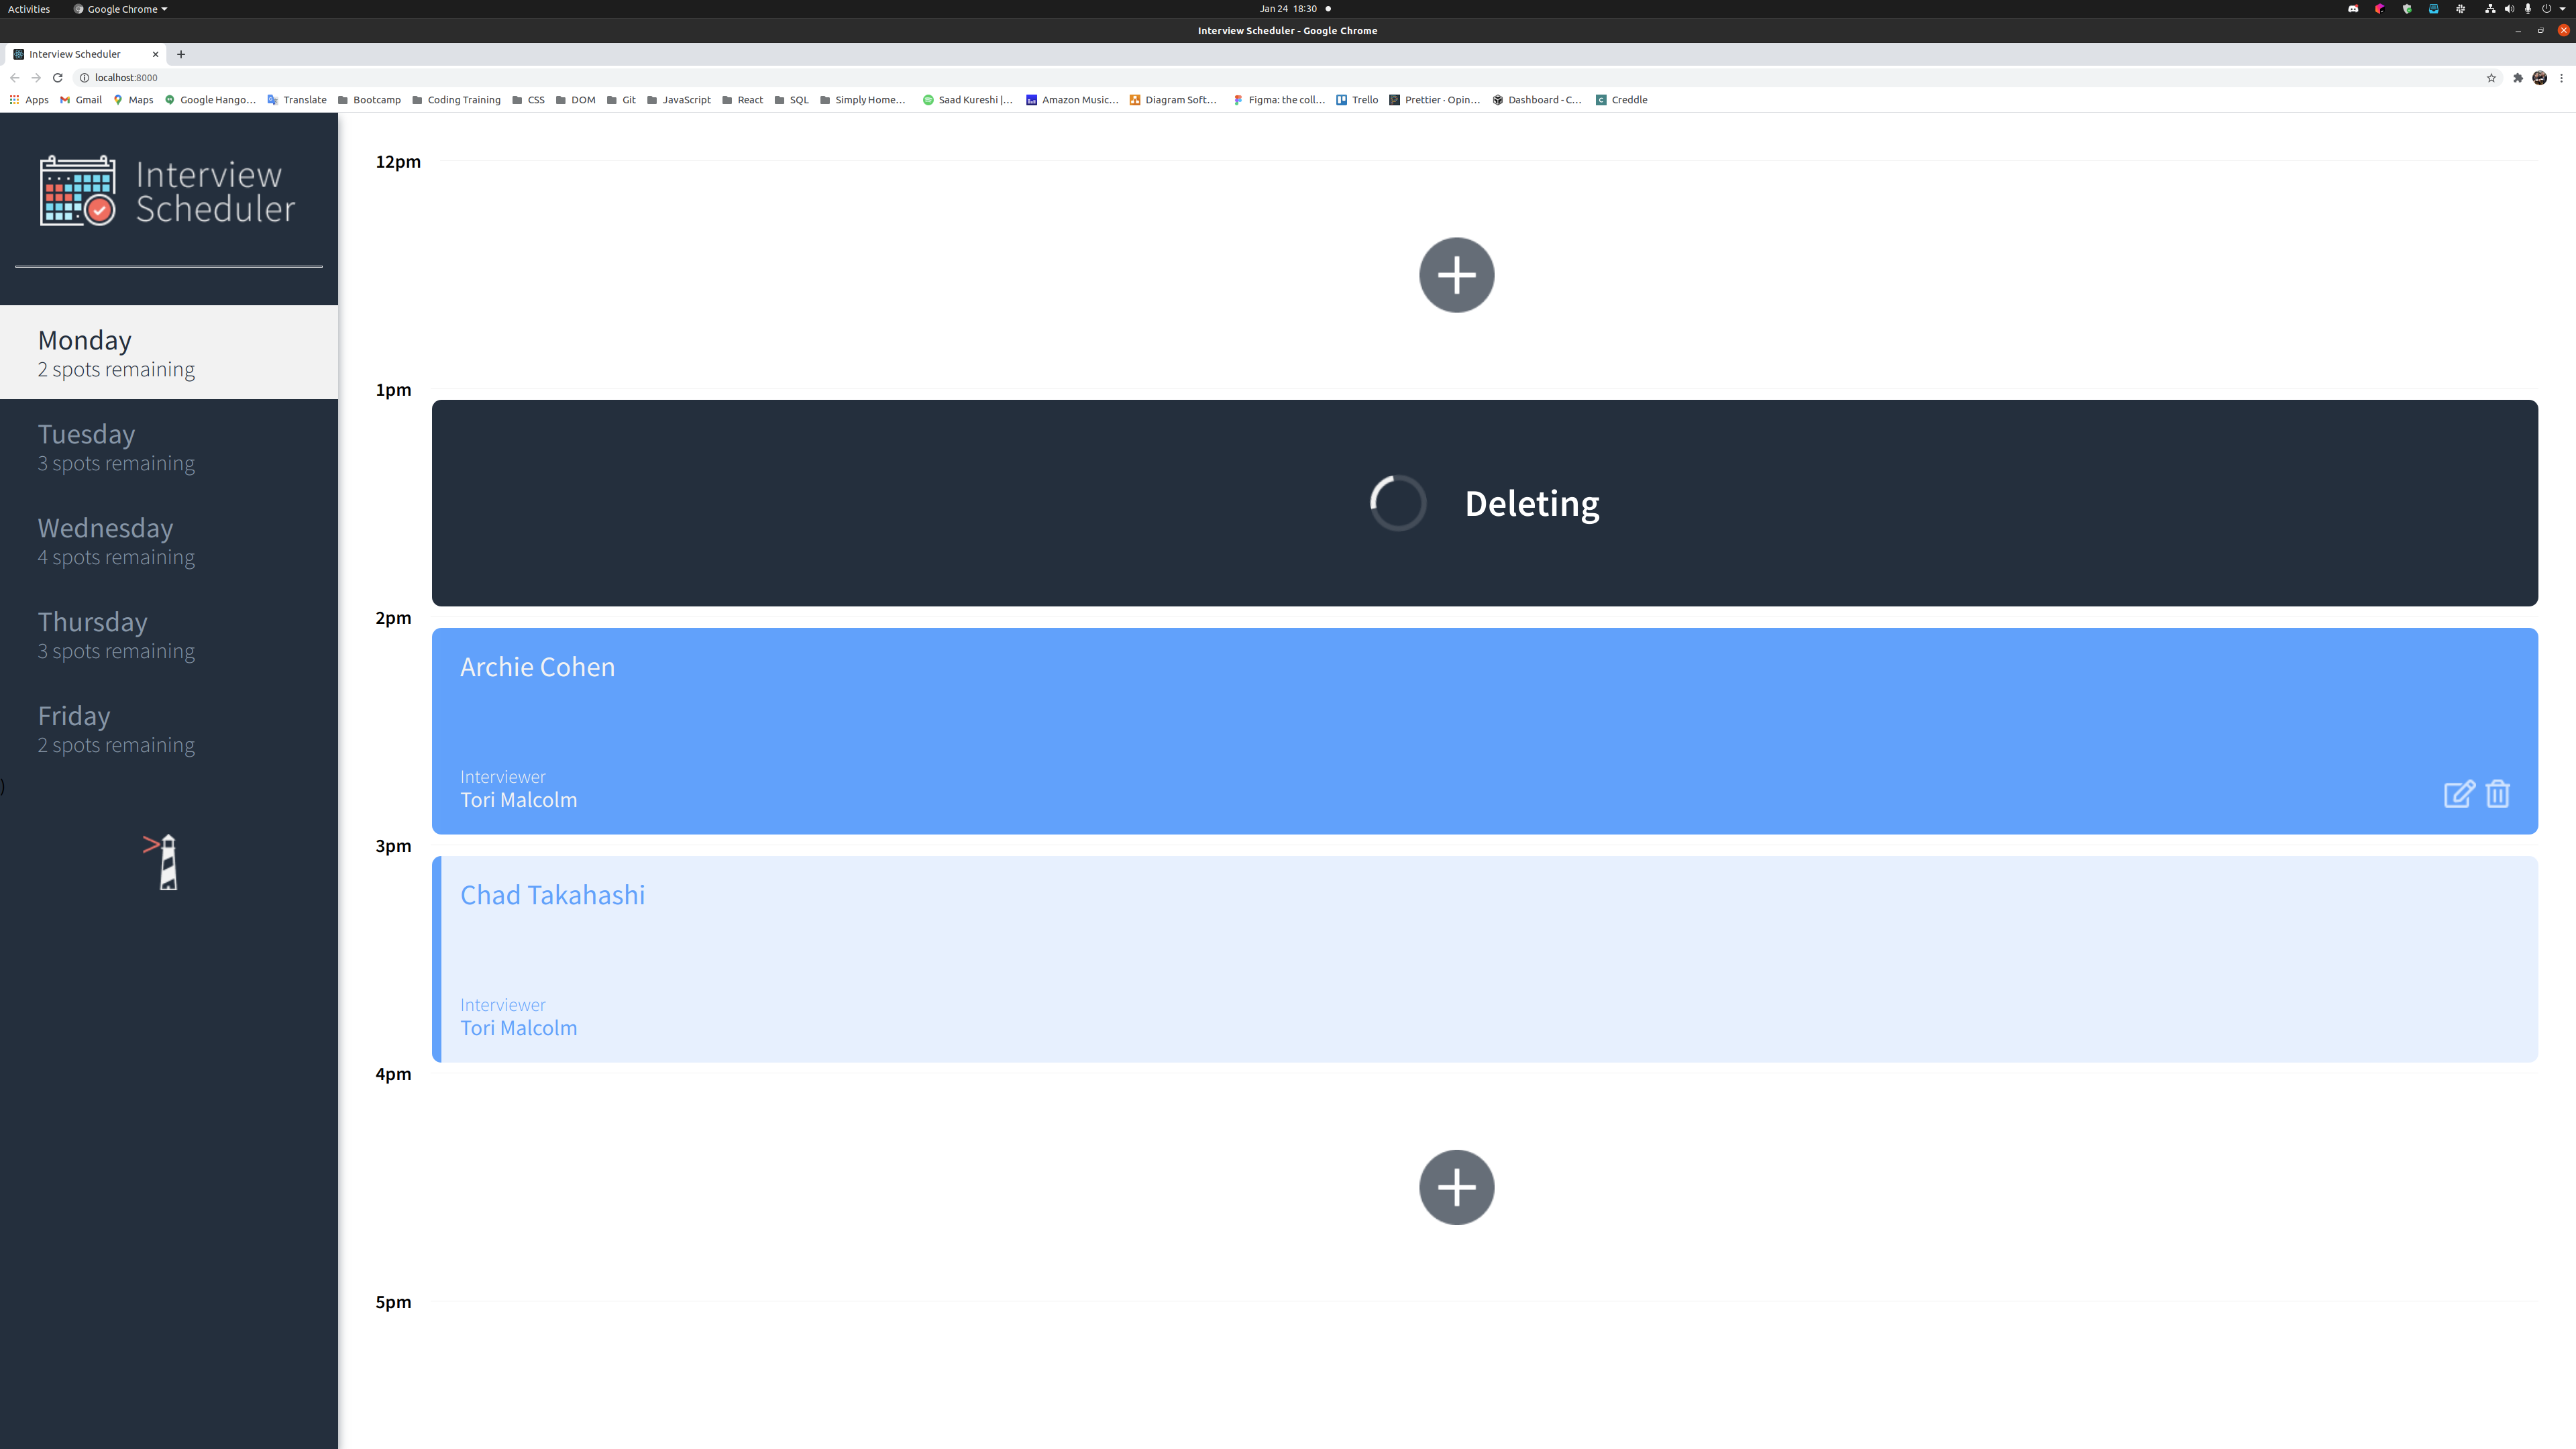 Activities Google Chrome Jan 24 18:30
Interview Scheduler - Google Chrome
Interview Scheduler
localhost:8000
Apps Gmail Maps Google Hango... Translate Bootcamp Coding Training CSS DOM Git JavaScript React SQL Simply Home... Saad Kureshi |... Amazon Music... Diagram Soft... Figma: the coll... Trello Prettier · Opin... Dashboard - C... Creddle
Interview
Scheduler
Monday
2 spots remaining
Tuesday
3 spots remaining
Wednesday
4 spots remaining
Thursday
3 spots remaining
Friday
2 spots remaining
)
12pm
1pm
Deleting
2pm
Archie Cohen
Interviewer
Tori Malcolm
3pm
Chad Takahashi
Interviewer
Tori Malcolm
4pm
5pm